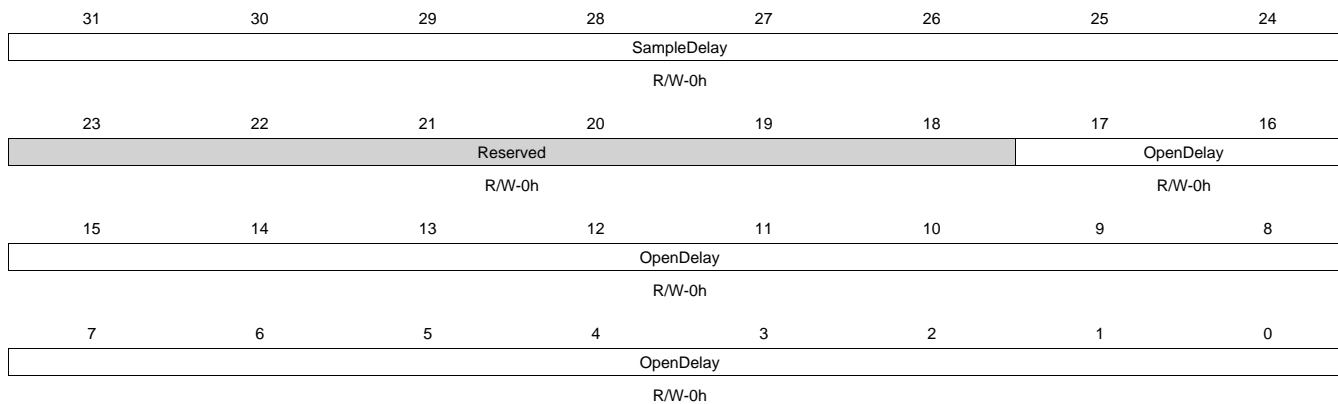 31 30 29 28 27 26 25 24
SampleDelay
R/W-0h
23 22 21 20 19 18 17 16
Reserved OpenDelay
R/W-0h R/W-0h
15 14 13 12 11 10 9 8
OpenDelay
R/W-0h
7 6 5 4 3 2 1 0
OpenDelay
R/W-0h